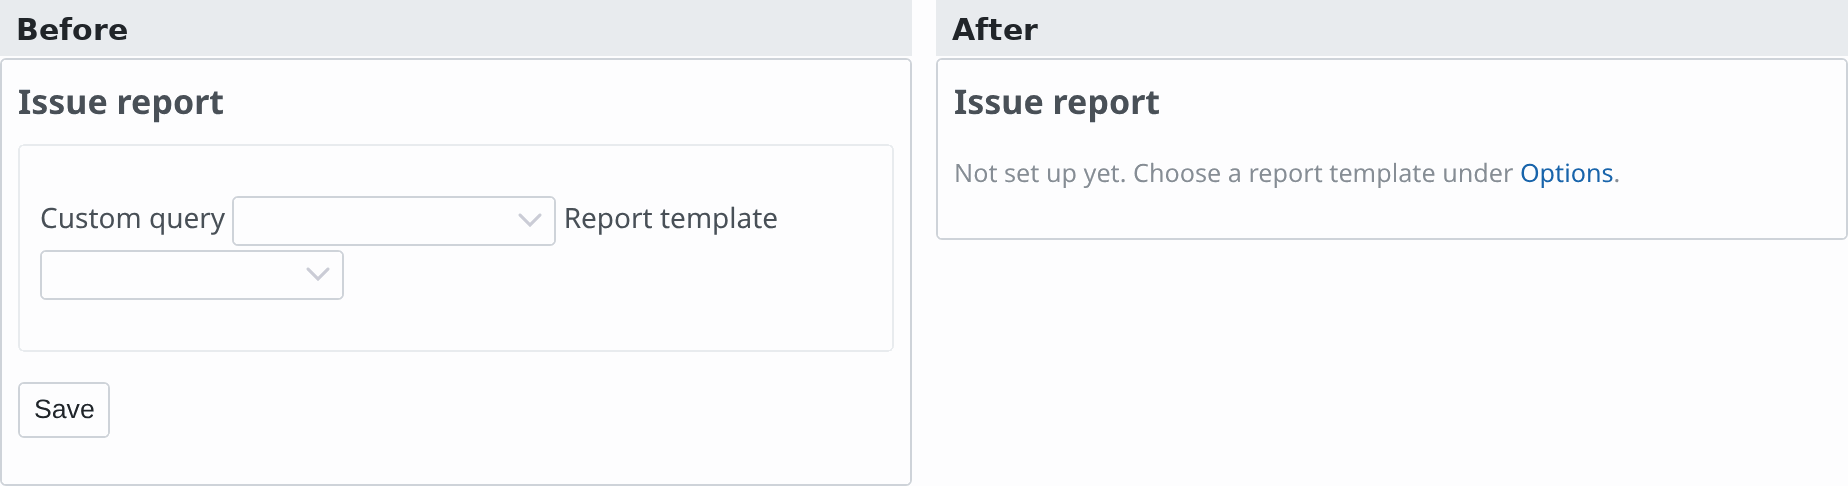 Before
Issue report
Custom query
Report template
Save
After
Issue report
Not set up yet. Choose a report template under Options.